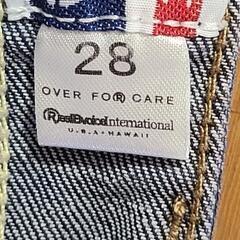 28
OVER FOR CARE
RealBvoice International
U.S.A・HAWAII